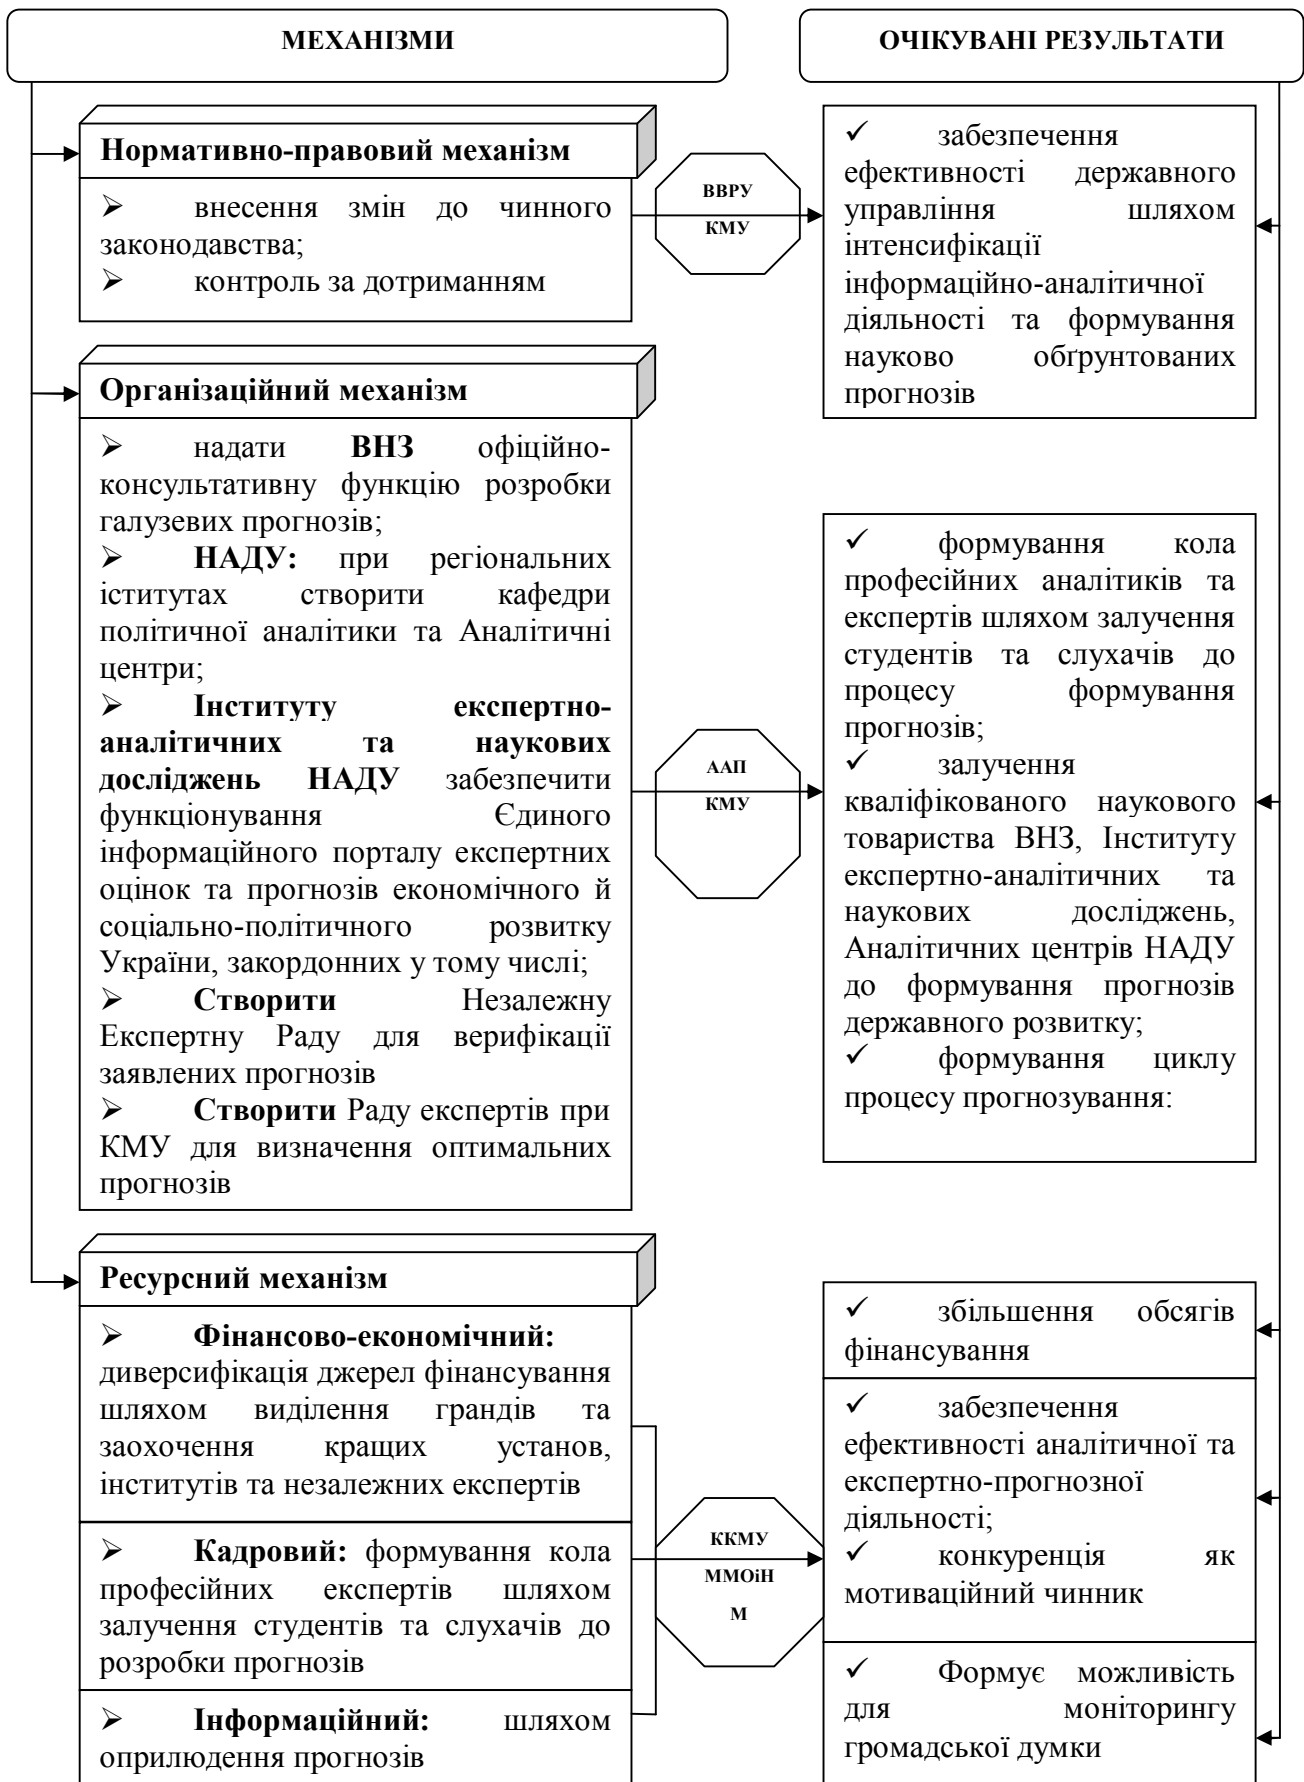 МЕХАНІЗМИ
ОЧІКУВАНІ РЕЗУЛЬТАТИ
Нормативно-правовий механізм
➢ внесення змін до чинного
законодавства;
➢ контроль за дотриманням
ВВРУ
КМУ
✓ забезпечення
ефективності державного
управління шляхом
інтенсифікації
інформаційно-аналітичної
діяльності та формування
науково обґрунтованих
прогнозів
Організаційний механізм
➢ надати ВНЗ офіційно-
консультативну функцію розробки
галузевих прогнозів;
➢ НАДУ: при регіональних
іститутах створити кафедри
політичної аналітики та Аналітичні
центри;
➢ Інституту експертно-
аналітичних та наукових
досліджень НАДУ забезпечити
функціонування Єдиного
інформаційного порталу експертних
оцінок та прогнозів економічного й
соціально-політичного розвитку
України, закордонних у тому числі;
➢ Створити Незалежну
Експертну Раду для верифікації
заявлених прогнозів
➢ Створити Раду експертів при
КМУ для визначення оптимальних
прогнозів
ААП
КМУ
✓ формування кола
професійних аналітиків та
експертів шляхом залучення
студентів та слухачів до
процесу формування
прогнозів;
✓ залучення
кваліфікованого наукового
товариства ВНЗ, Інституту
експертно-аналітичних та
наукових досліджень,
Аналітичних центрів НАДУ
до формування прогнозів
державного розвитку;
✓ формування циклу
процесу прогнозування:
Ресурсний механізм
➢ Фінансово-економічний:
диверсифікація джерел фінансування
шляхом виділення грандів та
заохочення кращих установ,
інститутів та незалежних експертів
➢ Кадровий: формування кола
професійних експертів шляхом
залучення студентів та слухачів до
розробки прогнозів
➢ Інформаційний: шляхом
оприлюдення прогнозів
ККМУ
ММОіН
М
✓ збільшення обсягів
фінансування
✓ забезпечення
ефективності аналітичної та
експертно-прогнозної
діяльності;
✓ конкуренція як
мотиваційний чинник
✓ Формує можливість
для моніторингу
громадської думки